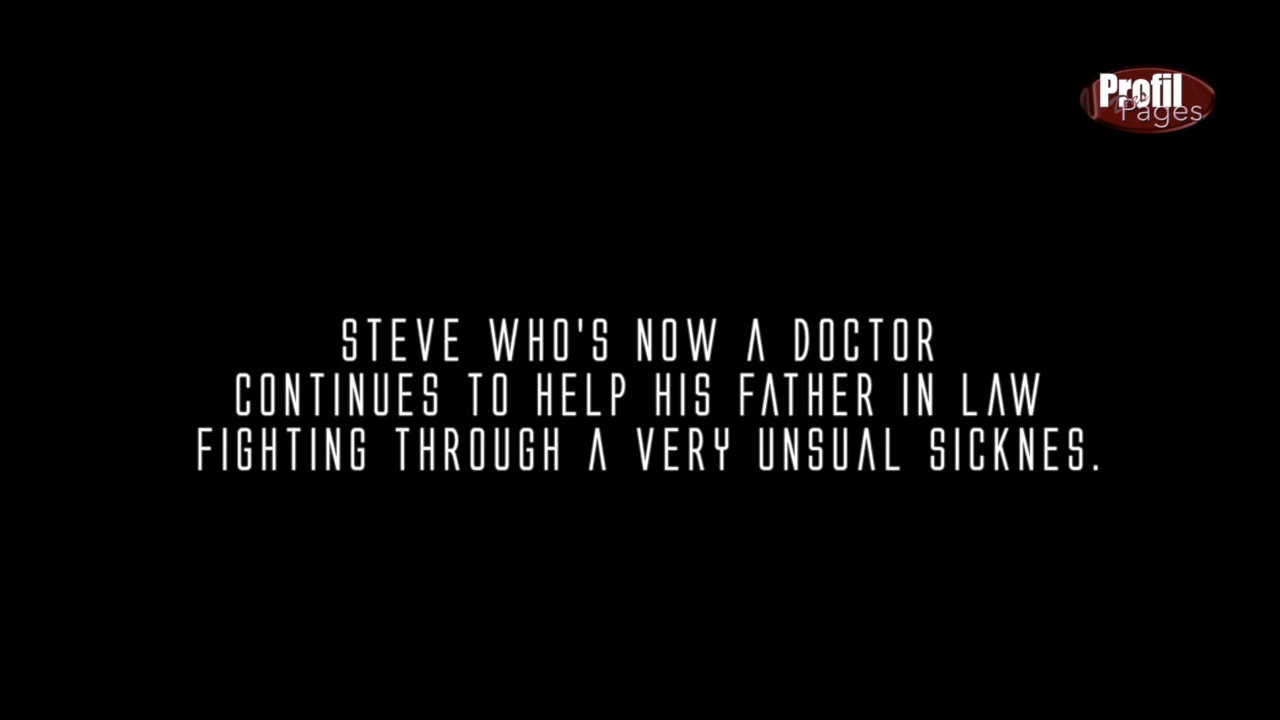 Profil
Pages
STEVE WHO'S NOW A DOCTOR
CONTINUES TO HELP HIS FATHER IN LAW
FIGHTING THROUGH A VERY UNSUAL SICKNES.